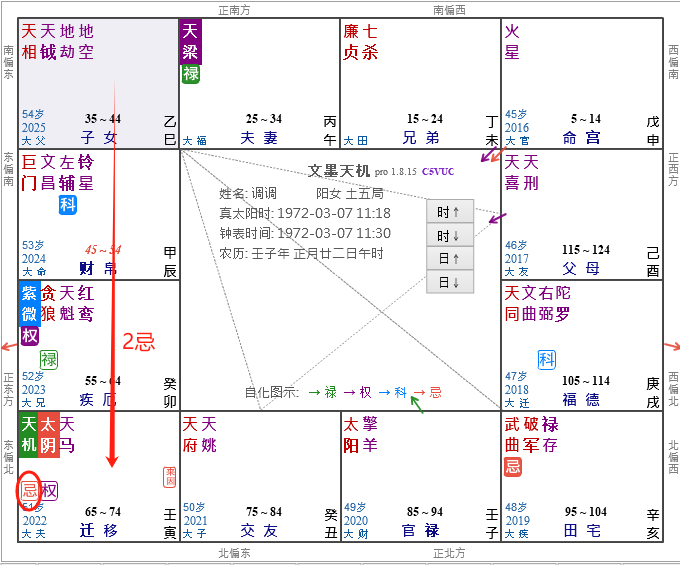 正南方
南偏西
南偏东
天相 天钺 地劫 地空
54岁
2025
大父
35～44
子女
乙巳
天梁
禄
大福
25～34
夫妻
丙午
廉贞 七杀
大田
15～24
兄弟
丁未
火星
45岁
2016
大官
5～14
命宫
戊申
西偏南
东偏南
巨门 文昌 左辅 铃星
科
53岁
2024
大命
45～54
财帛
甲辰
文墨天机 pro 1.8.15 C5VUC
姓名: 调调 阳女 土五局
真太阳时: 1972-03-07 11:18
钟表时间: 1972-03-07 11:30
农历: 壬子年 正月廿二日午时
时↑
时↓
日↑
日↓
天喜 天刑
46岁
2017
大友
115～124
父母
己酉
正西方
正东方
紫微 贪狼 天魁 红鸾
权
禄
52岁
2023
大兄
55～64
疾厄
癸卯
2忌
自化图示: →禄 →权 →科 →忌
天同 文曲 右弼 陀罗
科
47岁
2018
大迁
105～114
福德
庚戌
西偏北
东偏北
天机 太阴 天马
忌 权
来因
51岁
2022
大夫
65～74
迁移
壬寅
天府 天姚
50岁
2021
大子
75～84
交友
癸丑
太阳 擎羊
49岁
2020
大财
85～94
官禄
壬子
武曲 破军 禄存
忌
48岁
2019
大疾
95～104
田宅
辛亥
北偏西
北偏东
正北方